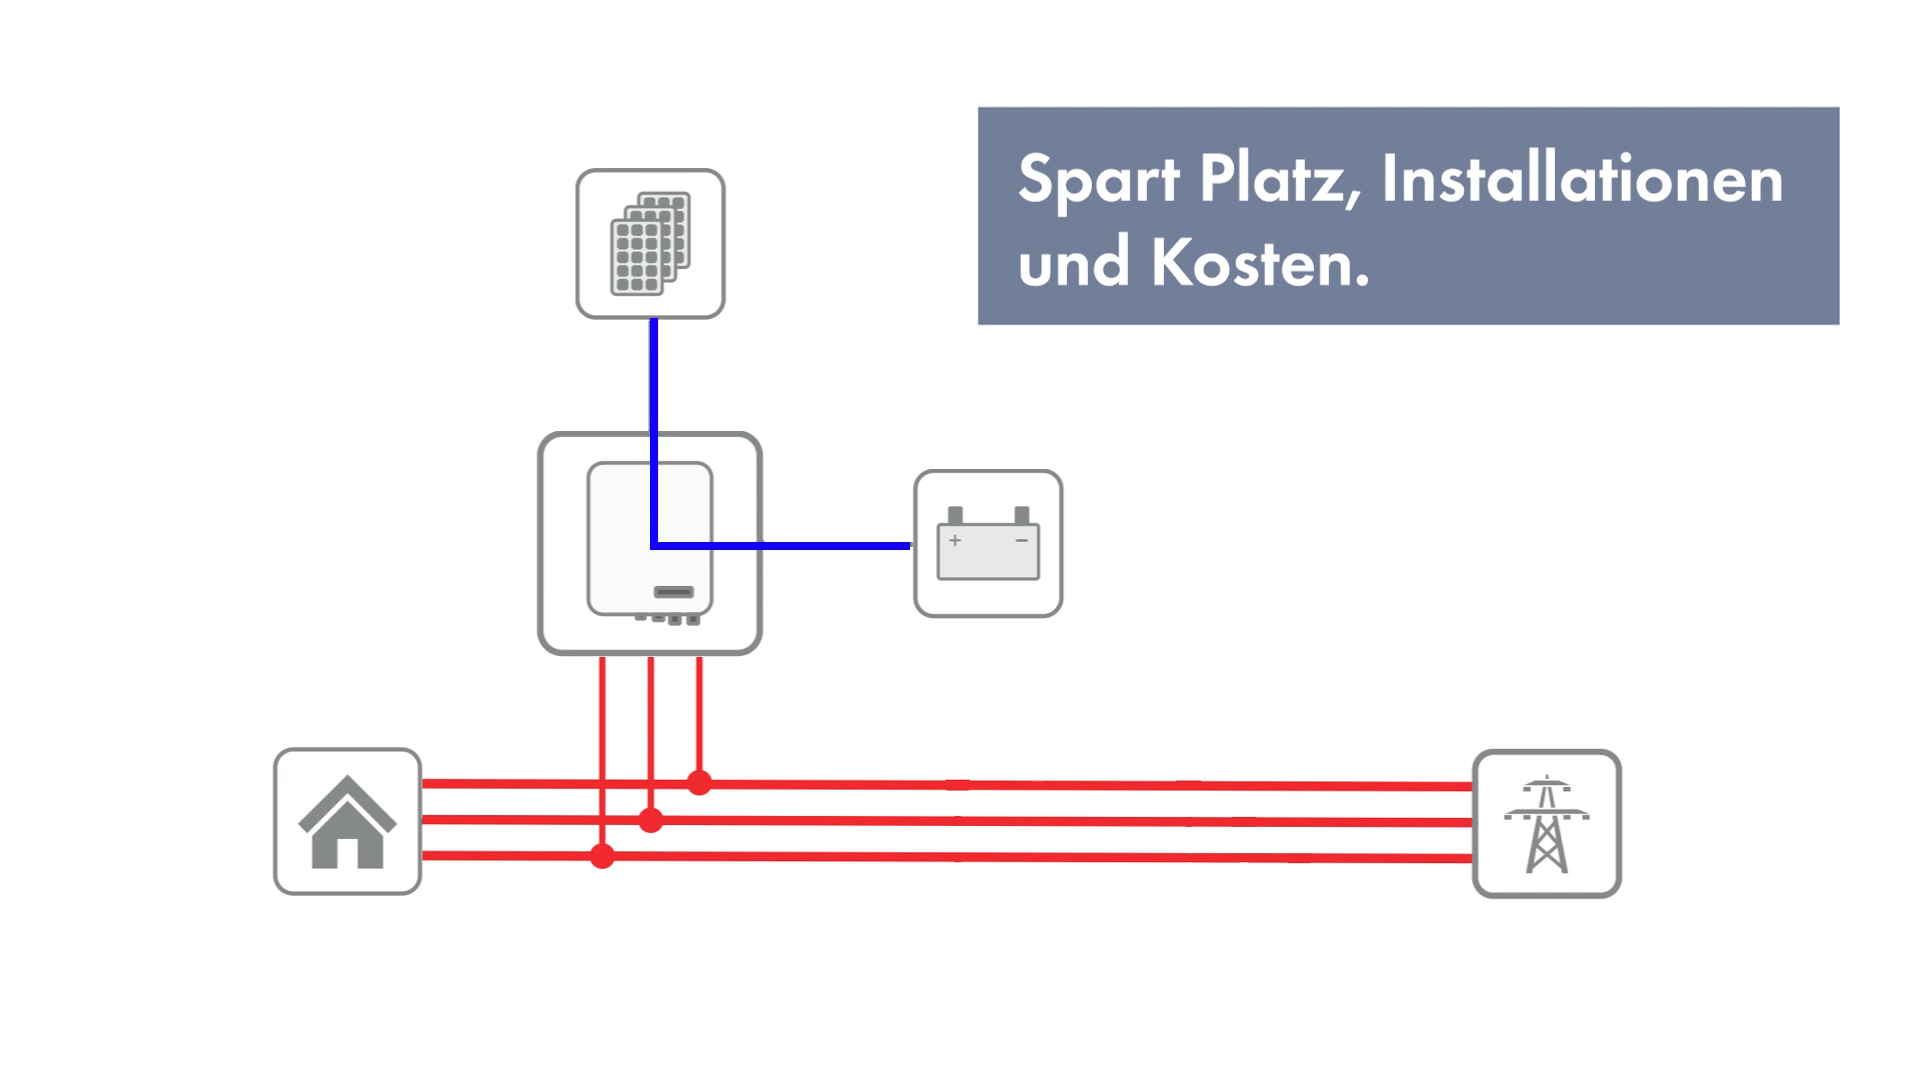 Spart Platz, Installationen
und Kosten.
+ −